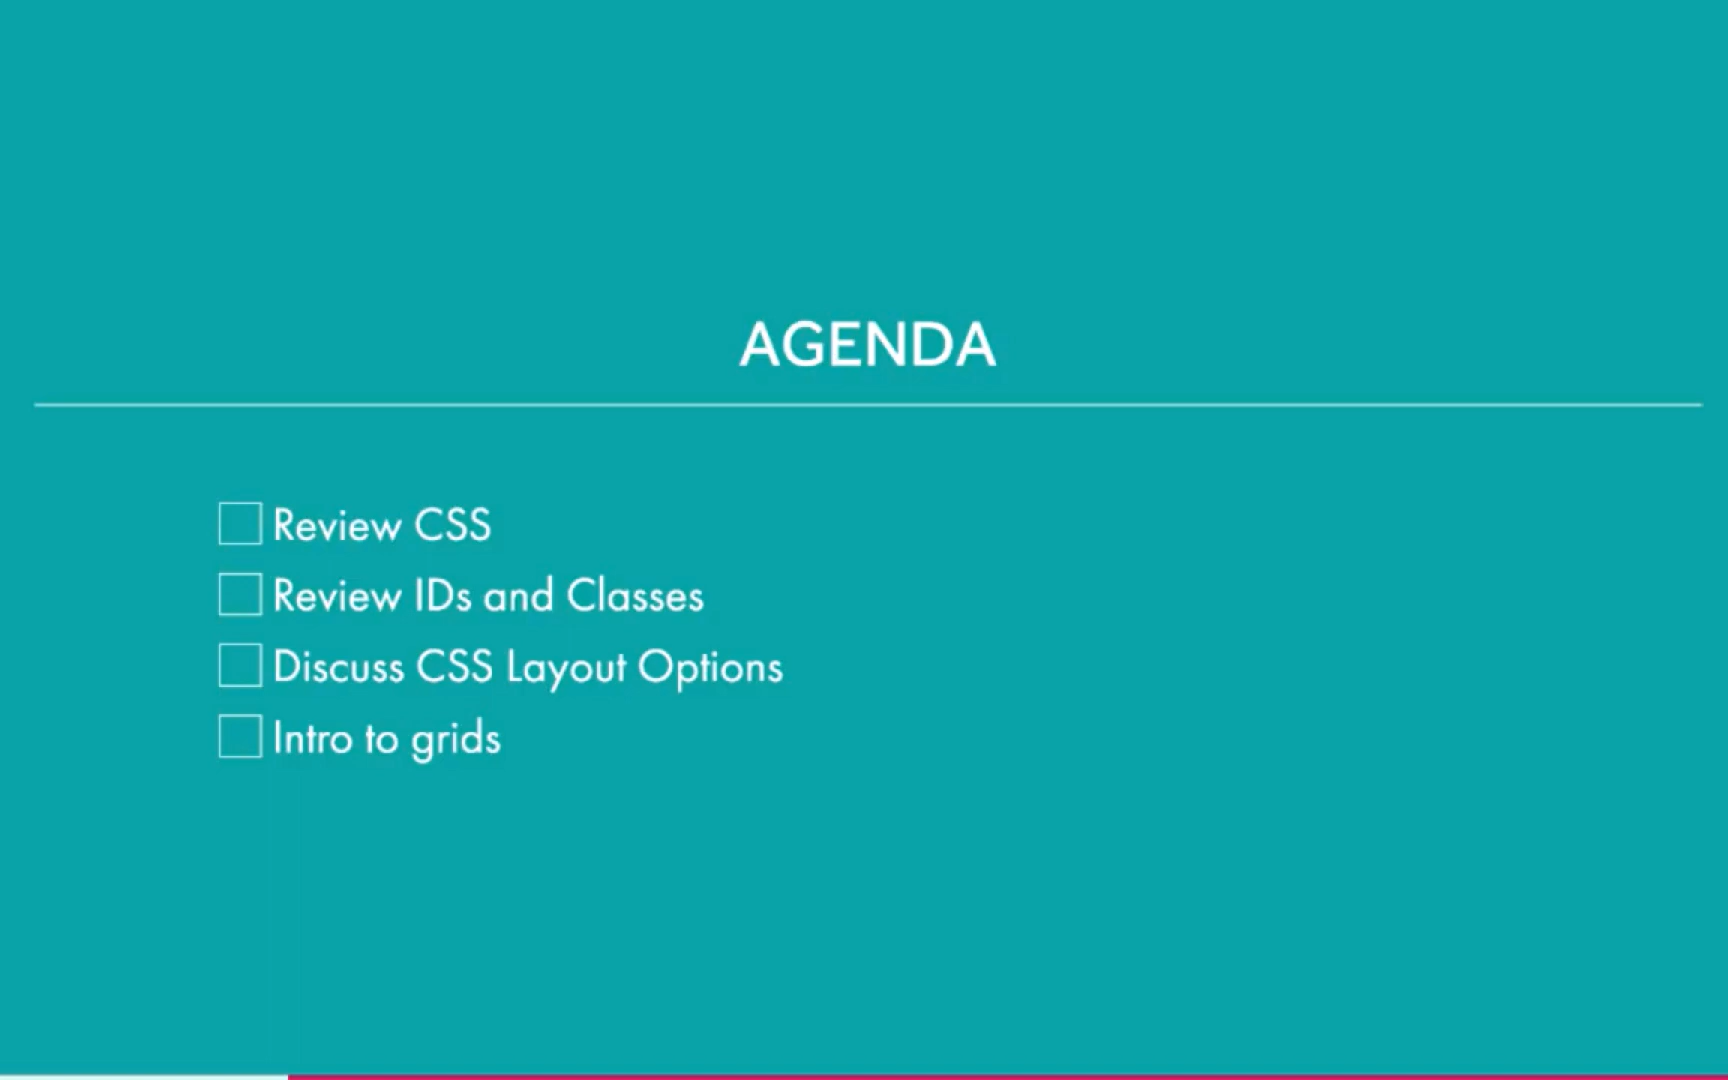 AGENDA
Review CSS
Review IDs and Classes
Discuss CSS Layout Options
Intro to grids